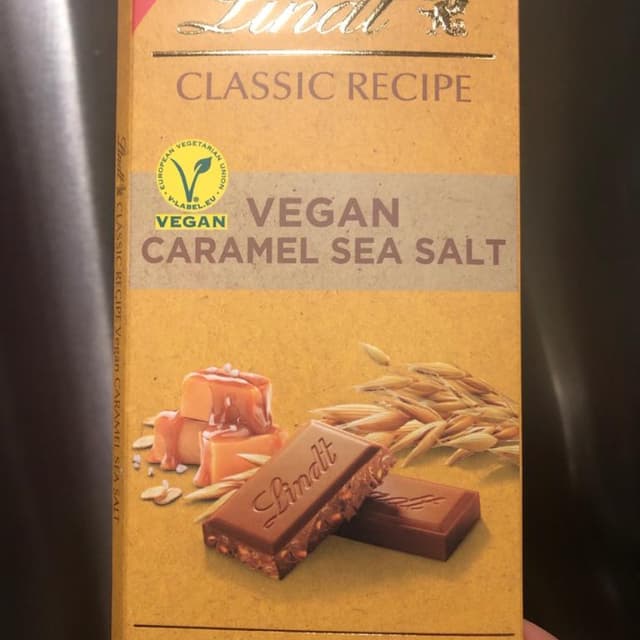 Lindt
CLASSIC RECIPE
EUROPEAN VEGETARIAN UNION
V-LABEL.EU
VEGAN
VEGAN
CARAMEL SEA SALT
Lindt
Lindt
Lindt CLASSIC RECIPE Vegan CARAMEL SEA SALT